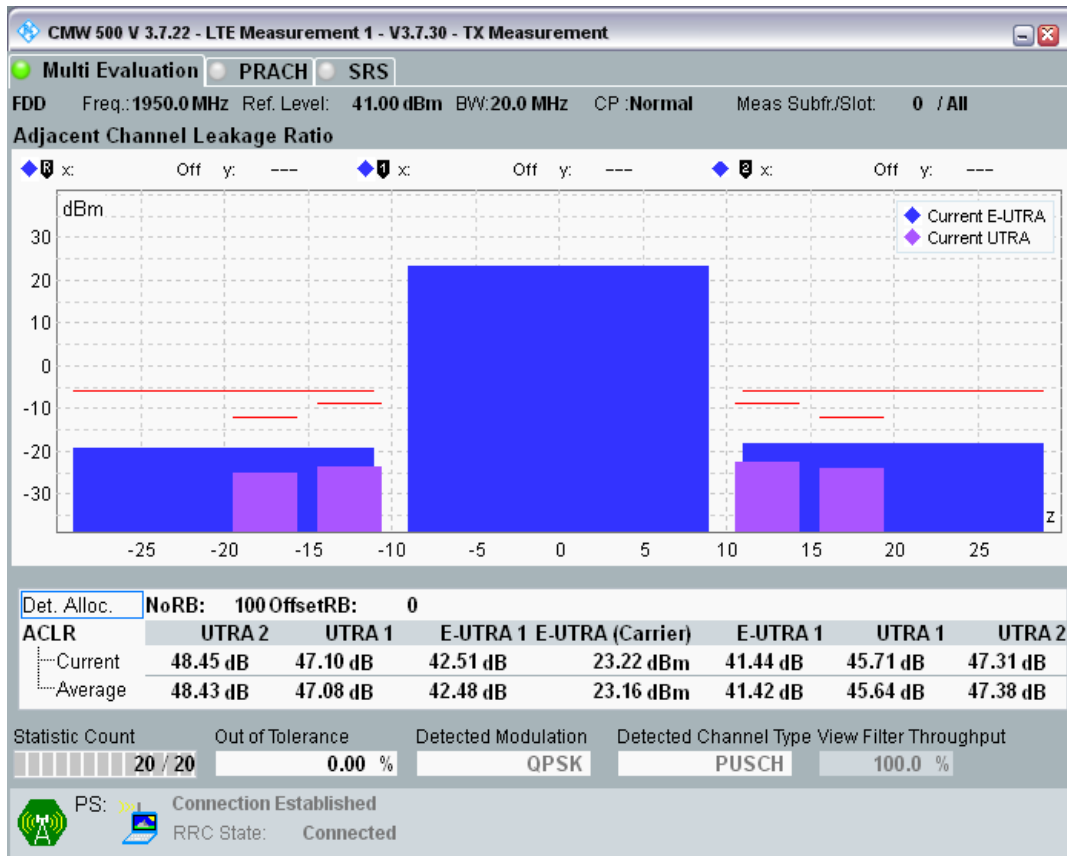 CMW 500 V 3.7.22 - LTE Measurement 1 - V3.7.30 - TX Measurement
Multi Evaluation PRACH SRS
FDD Freq.: 1950.0 MHz Ref. Level: 41.00 dBm BW: 20.0 MHz CP :Normal Meas Subfr./Slot: 0 / All
Adjacent Channel Leakage Ratio
R x: Off y: --- 1 x: Off y: --- 2 x: Off y: ---
dBm
Current E-UTRA
Current UTRA
30
20
10
0
-10
-20
-30
z
-25 -20 -15 -10 -5 0 5 10 15 20 25
Det. Alloc. NoRB: 100 OffsetRB: 0
ACLR UTRA 2 UTRA 1 E-UTRA 1 E-UTRA (Carrier) E-UTRA 1 UTRA 1 UTRA 2
Current 48.45 dB 47.10 dB 42.51 dB 23.22 dBm 41.44 dB 45.71 dB 47.31 dB
Average 48.43 dB 47.08 dB 42.48 dB 23.16 dBm 41.42 dB 45.64 dB 47.38 dB
Statistic Count Out of Tolerance Detected Modulation Detected Channel Type View Filter Throughput
20 / 20 0.00 % QPSK PUSCH 100.0 %
PS: Connection Established
RRC State: Connected